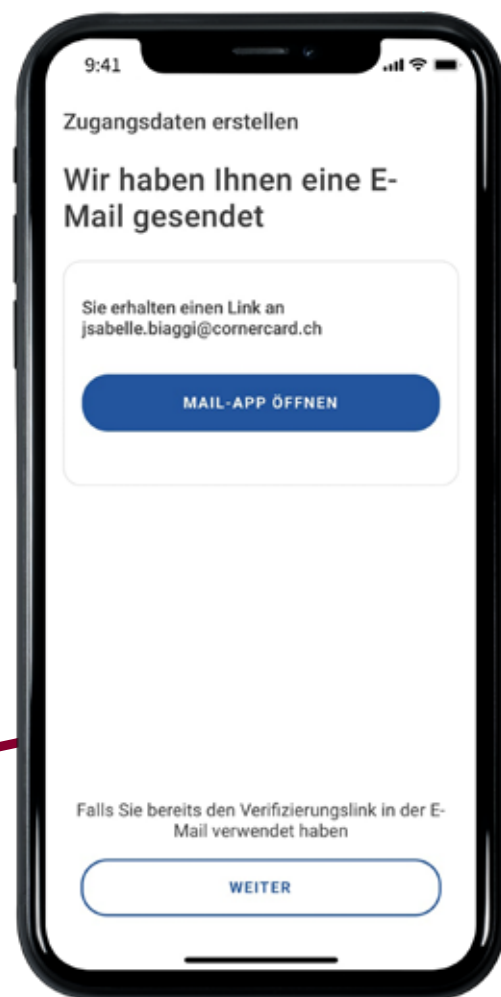 9:41
Zugangsdaten erstellen
Wir haben Ihnen eine E-
Mail gesendet
Sie erhalten einen Link an
jsabelle.biaggi@cornercard.ch
MAIL-APP ÖFFNEN
Falls Sie bereits den Verifizierungslink in der E-
Mail verwendet haben
WEITER